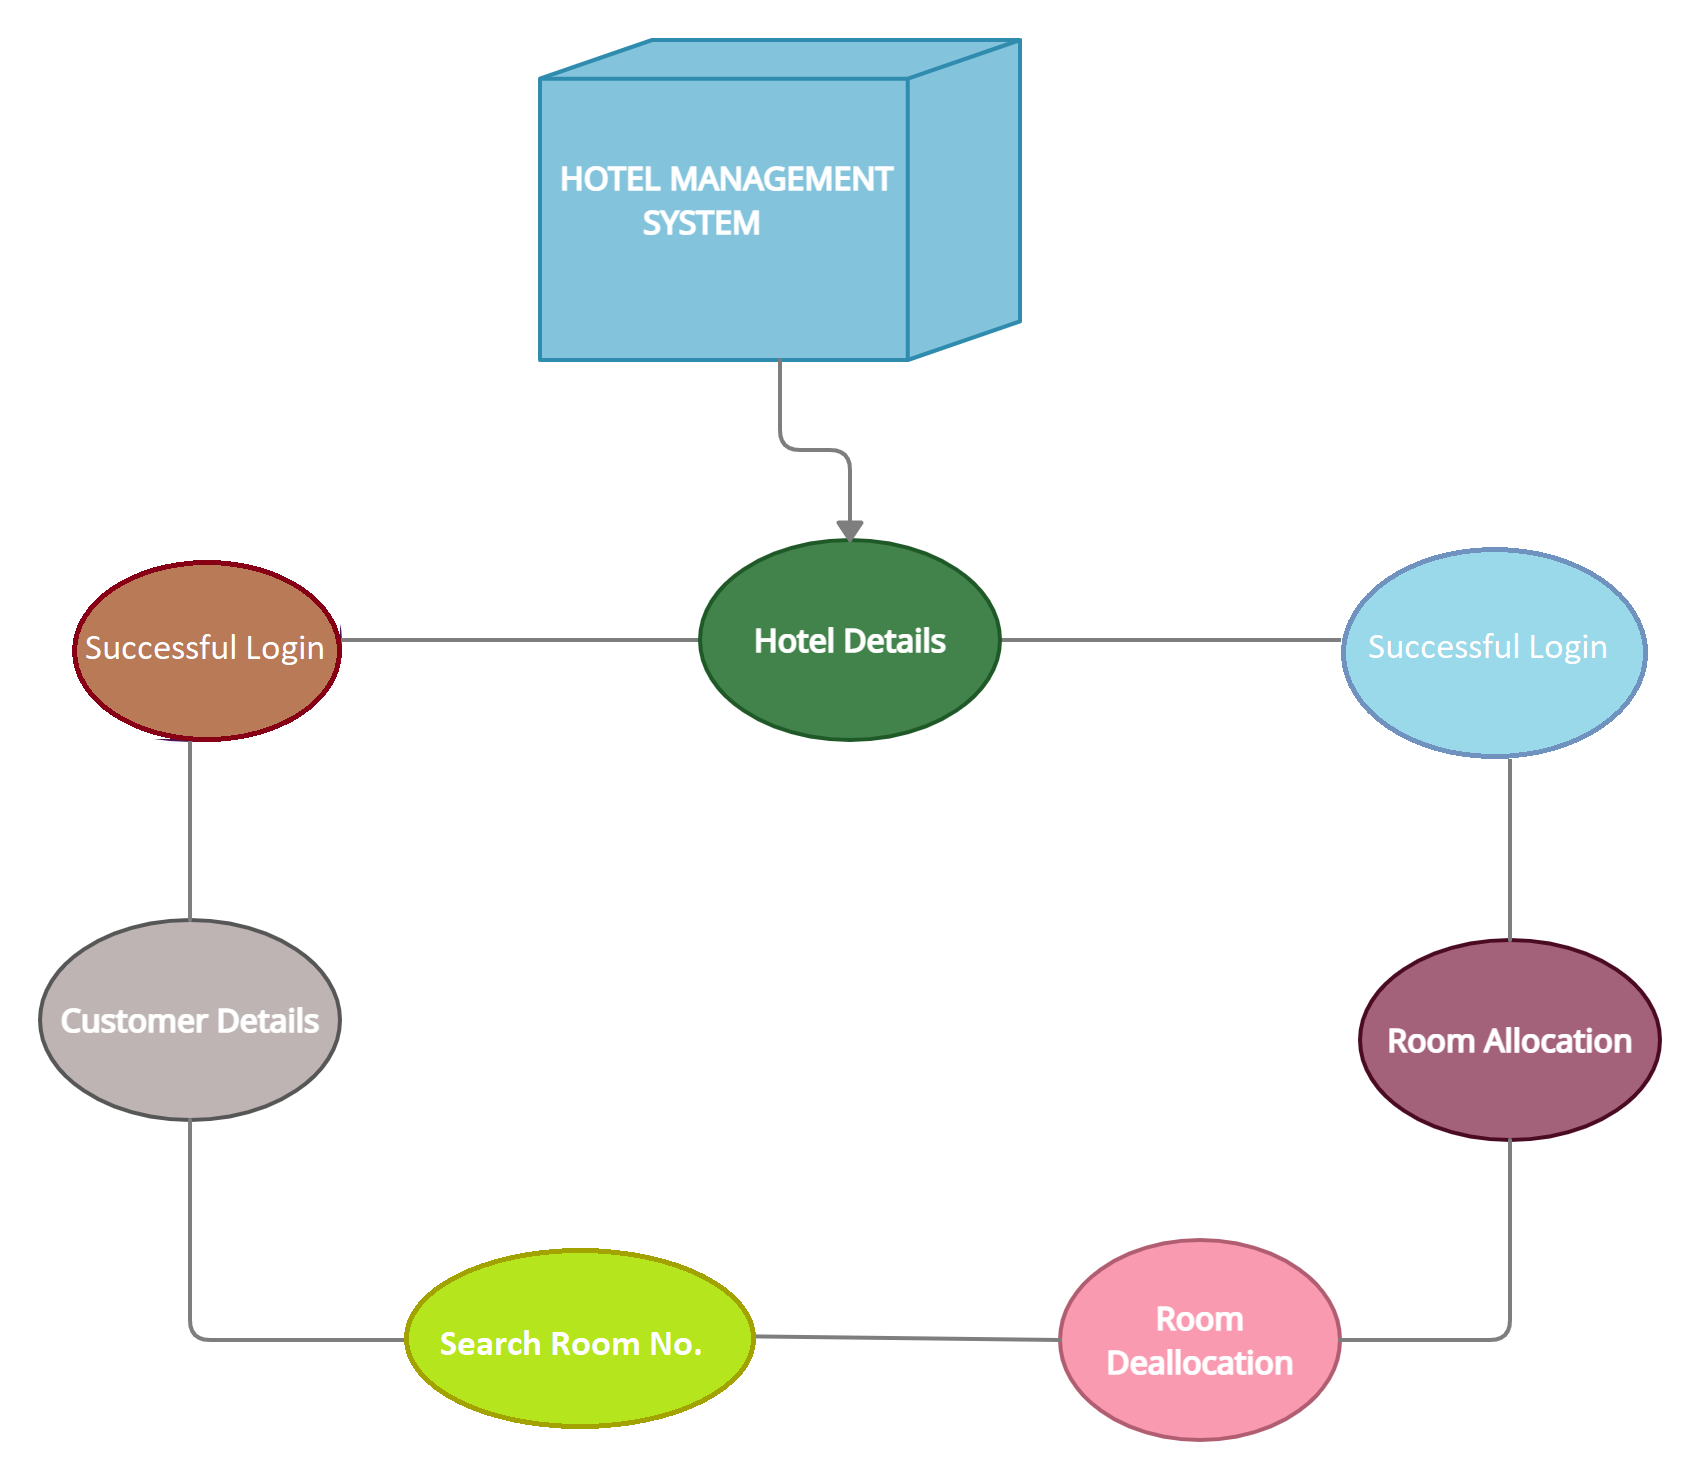 HOTEL MANAGEMENT
SYSTEM
Successful Login
Hotel Details
Successful Login
Customer Details
Room Allocation
Search Room No.
Room
Deallocation